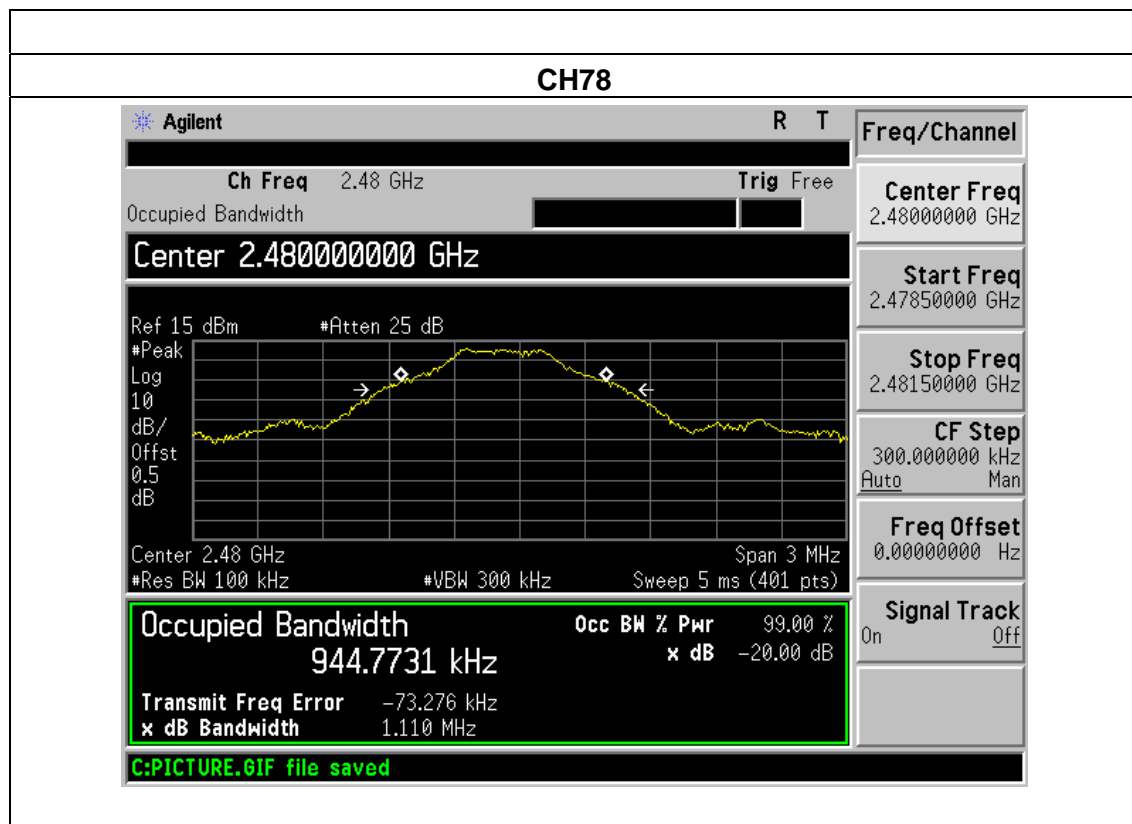 CH78
Agilent R T
Freq/Channel
Ch Freq 2.48 GHz Trig Free
Occupied Bandwidth
Center 2.480000000 GHz
Ref 15 dBm #Atten 25 dB
#Peak
Log
10
dB/
Offst
0.5
dB
Center 2.48 GHz Span 3 MHz
#Res BW 100 kHz #VBW 300 kHz Sweep 5 ms (401 pts)
Occupied Bandwidth
944.7731 kHz
Occ BW % Pwr 99.00 %
x dB -20.00 dB
Transmit Freq Error -73.276 kHz
x dB Bandwidth 1.110 MHz
C:PICTURE.GIF file saved
Center Freq
2.48000000 GHz
Start Freq
2.47850000 GHz
Stop Freq
2.48150000 GHz
CF Step
300.000000 kHz
Auto Man
Freq Offset
0.00000000 Hz
Signal Track
On Off